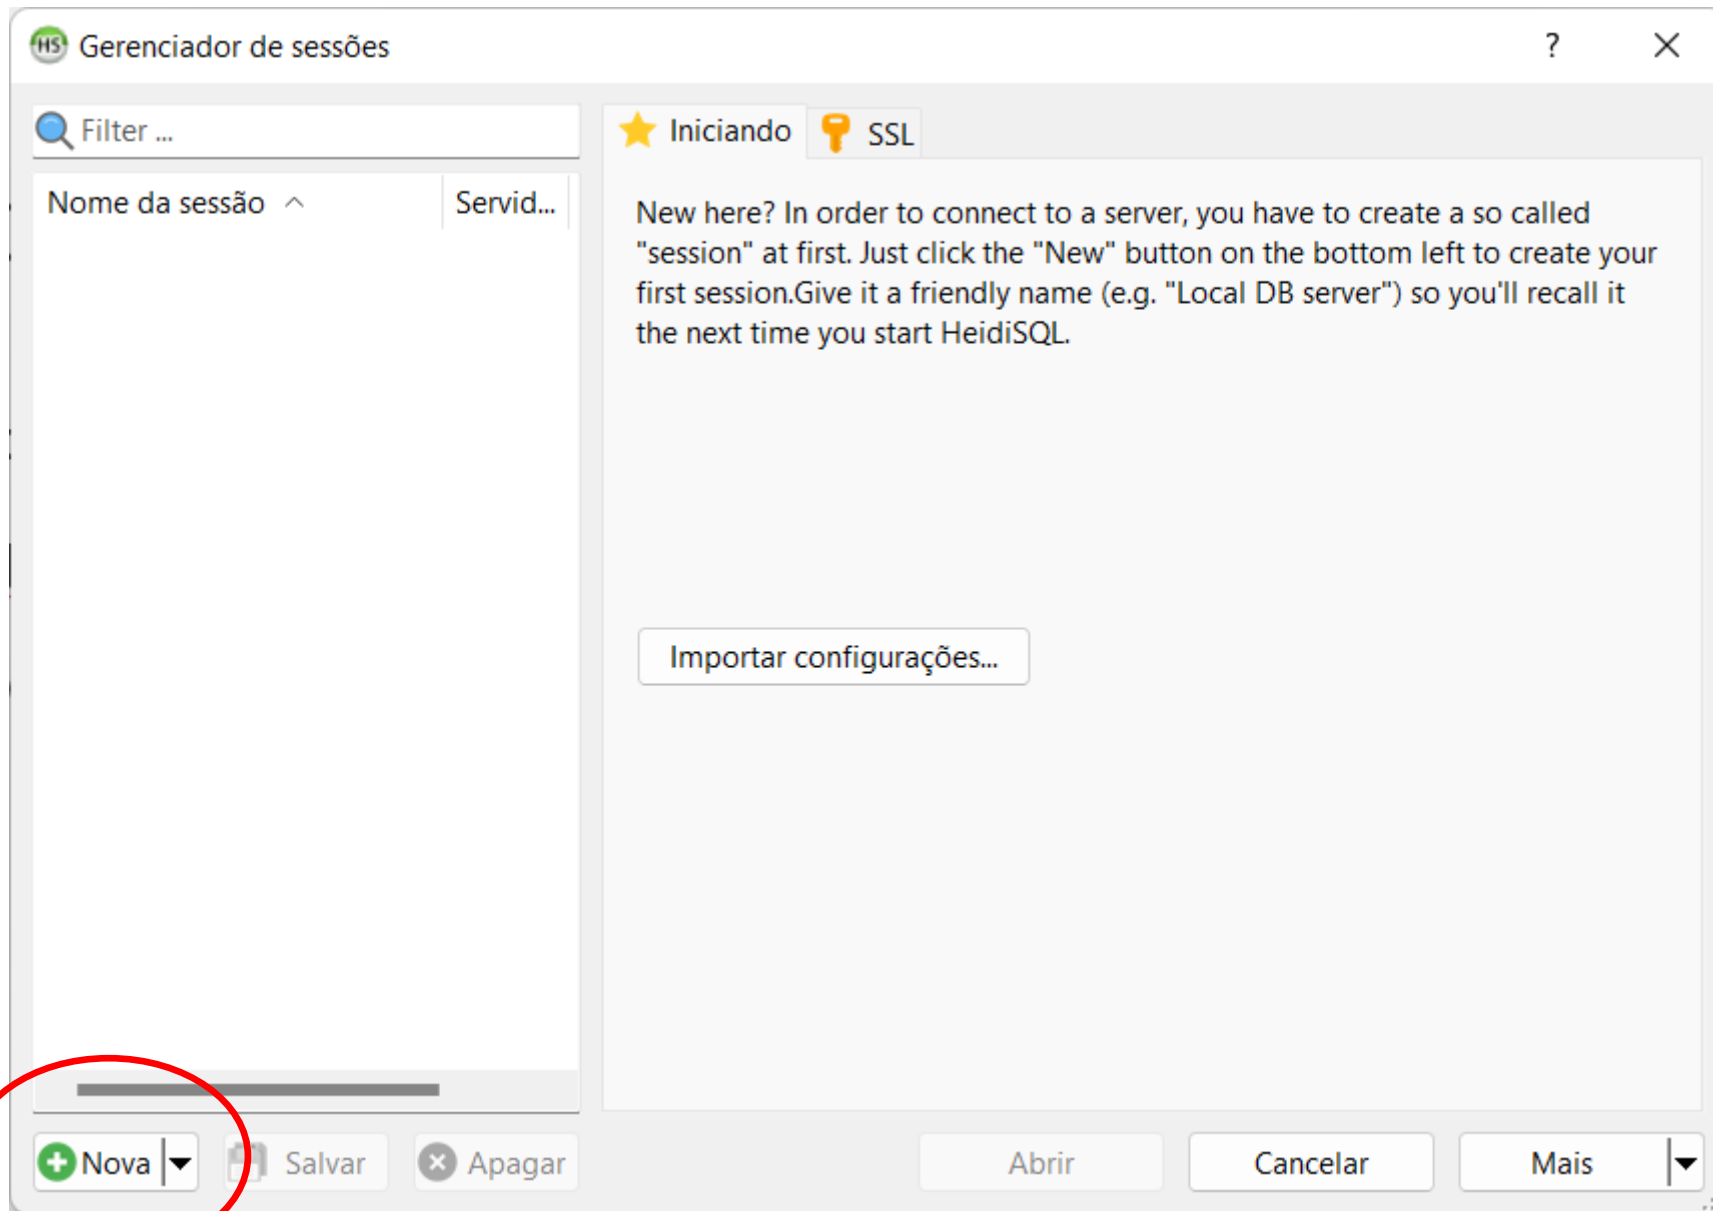 HS Gerenciador de sessões ?
Filter ...
Nome da sessão Servid...
Iniciando SSL
New here? In order to connect to a server, you have to create a so called
"session" at first. Just click the "New" button on the bottom left to create your
first session.Give it a friendly name (e.g. "Local DB server") so you'll recall it
the next time you start HeidiSQL.
Importar configurações...
Nova Salvar Apagar Abrir Cancelar Mais